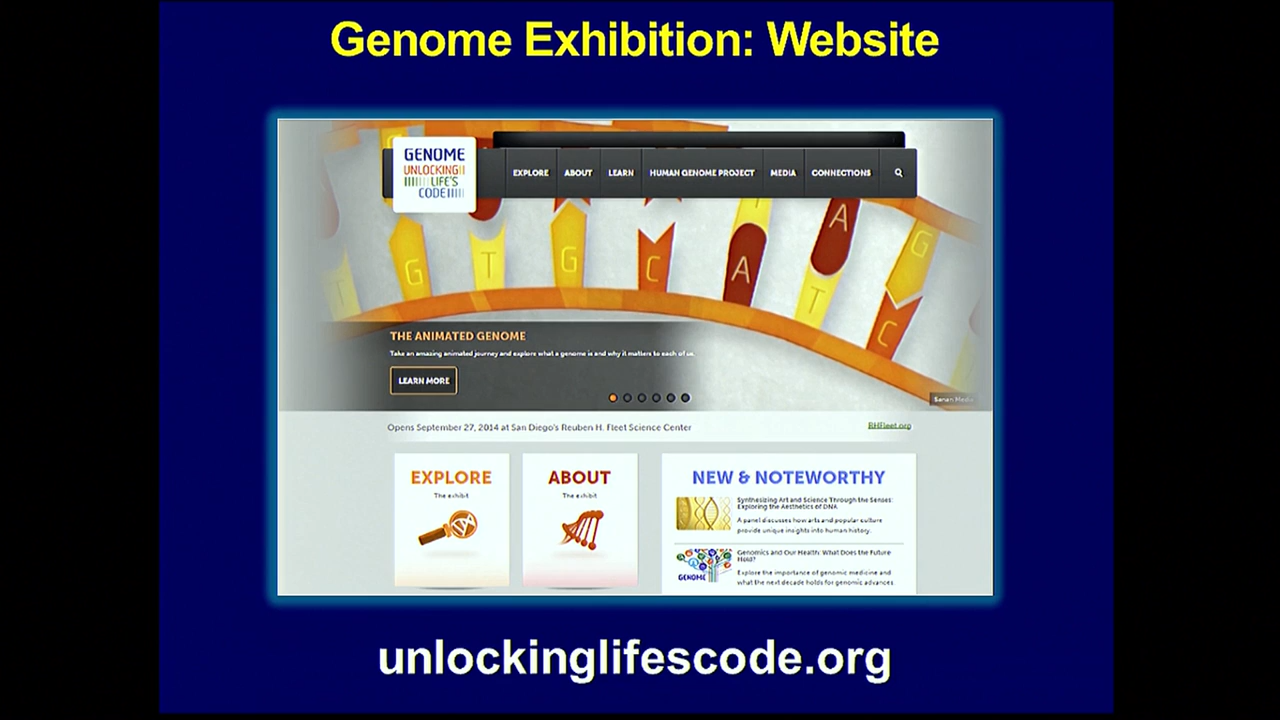 Genome Exhibition: Website
GENOME
UNLOCKING
LIFE'S
CODE
EXPLORE ABOUT LEARN HUMAN GENOME PROJECT MEDIA CONNECTIONS
T G T G C A T A T G C
THE ANIMATED GENOME
Take an amazing animated journey and explore what a genome is and why it matters to each of us.
LEARN MORE
Sanan Media
Opens September 27, 2014 at San Diego's Reuben H. Fleet Science Center
RHFleet.org
EXPLORE
The exhibit
ABOUT
The exhibit
NEW & NOTEWORTHY
Synthesizing Art and Science Through the Senses:
Exploring the Aesthetics of DNA
A panel discusses how arts and popular culture
provide unique insights into human history.
GENOME
Genomics and Our Health: What Does the Future
Hold?
Explore the importance of genomic medicine and
what the next decade holds for genomic advances
unlockinglifescode.org